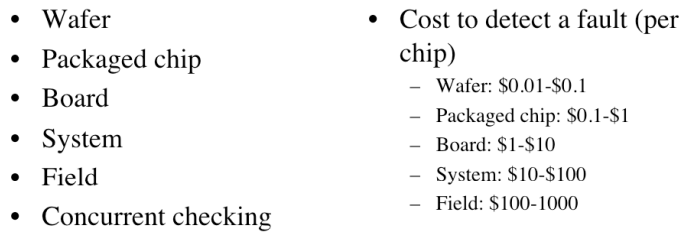 • Wafer
• Packaged chip
• Board
• System
• Field
• Concurrent checking
• Cost to detect a fault (per
chip)
– Wafer: $0.01-$0.1
– Packaged chip: $0.1-$1
– Board: $1-$10
– System: $10-$100
– Field: $100-1000